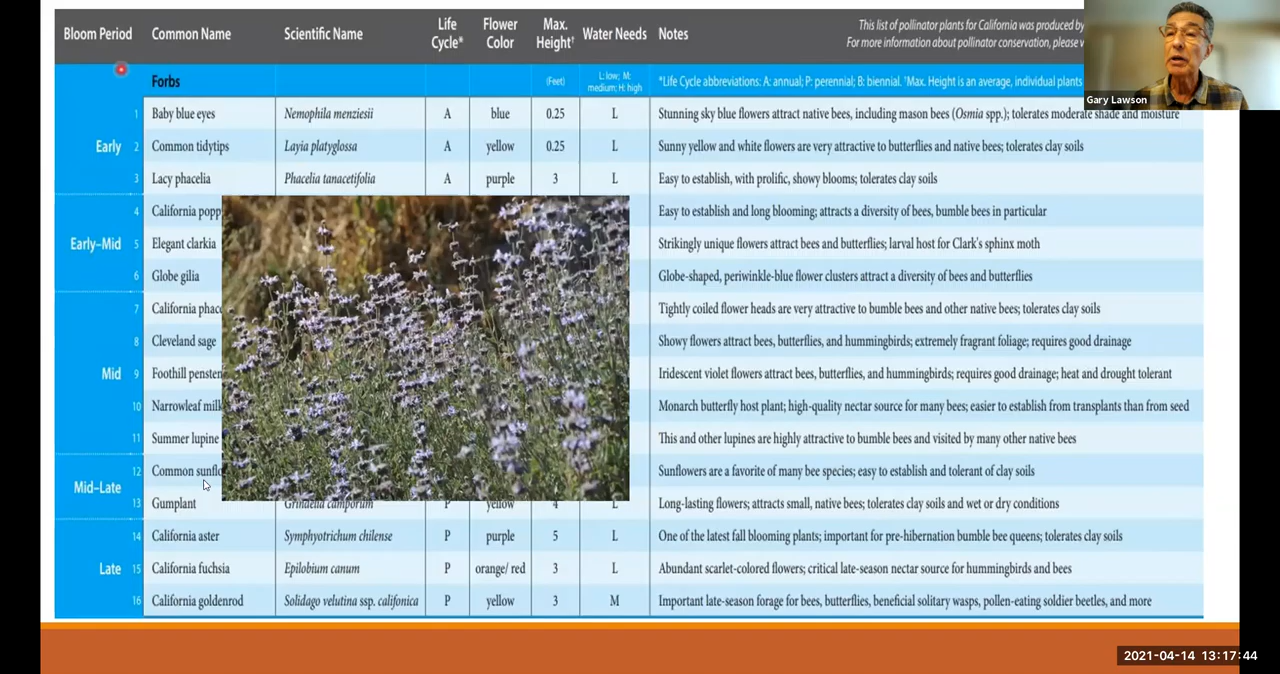 Bloom Period Common Name Scientific Name Life Cycle* Flower Color Max. Height† Water Needs Notes This list of pollinator plants for California was produced by
For more information about pollinator conservation, please
Forbs (Feet) L: low; M: medium; H: high *Life Cycle abbreviations: A: annual; P: perennial; B: biennial. †Max. Height is an average, individual plants
Gary Lawson
1 Baby blue eyes Nemophila menziesii A blue 0.25 L Stunning sky blue flowers attract native bees, including mason bees (Osmia spp.); tolerates moderate shade and moisture
Early 2 Common tidytips Layia platyglossa A yellow 0.25 L Sunny yellow and white flowers are very attractive to butterflies and native bees; tolerates clay soils
3 Lacy phacelia Phacelia tanacetifolia A purple 3 L Easy to establish, with prolific, showy blooms; tolerates clay soils
4 California popp Easy to establish and long blooming; attracts a diversity of bees, bumble bees in particular
Early–Mid 5 Elegant clarkia Strikingly unique flowers attract bees and butterflies; larval host for Clark's sphinx moth
6 Globe gilia Globe-shaped, periwinkle-blue flower clusters attract a diversity of bees and butterflies
7 California phac Tightly coiled flower heads are very attractive to bumble bees and other native bees; tolerates clay soils
8 Cleveland sage Showy flowers attract bees, butterflies, and hummingbirds; extremely fragrant foliage; requires good drainage
Mid 9 Foothill penste Iridescent violet flowers attract bees, butterflies, and hummingbirds; requires good drainage; heat and drought tolerant
10 Narrowleaf milk Monarch butterfly host plant; high-quality nectar source for many bees; easier to establish from transplants than from seed
11 Summer lupine This and other lupines are highly attractive to bumble bees and visited by many other native bees
12 Common sunflo Sunflowers are a favorite of many bee species; easy to establish and tolerant of clay soils
Mid–Late
13 Gumplant Grindelia camporum P yellow 4 L Long-lasting flowers; attracts small, native bees; tolerates clay soils and wet or dry conditions
14 California aster Symphyotrichum chilense P purple 5 L One of the latest fall blooming plants; important for pre-hibernation bumble bee queens; tolerates clay soils
Late 15 California fuchsia Epilobium canum P orange/ red 3 L Abundant scarlet-colored flowers; critical late-season nectar source for hummingbirds and bees
16 California goldenrod Solidago velutina ssp. califonica P yellow 3 M Important late-season forage for bees, butterflies, beneficial solitary wasps, pollen-eating soldier beetles, and more
2021-04-14 13:17:44